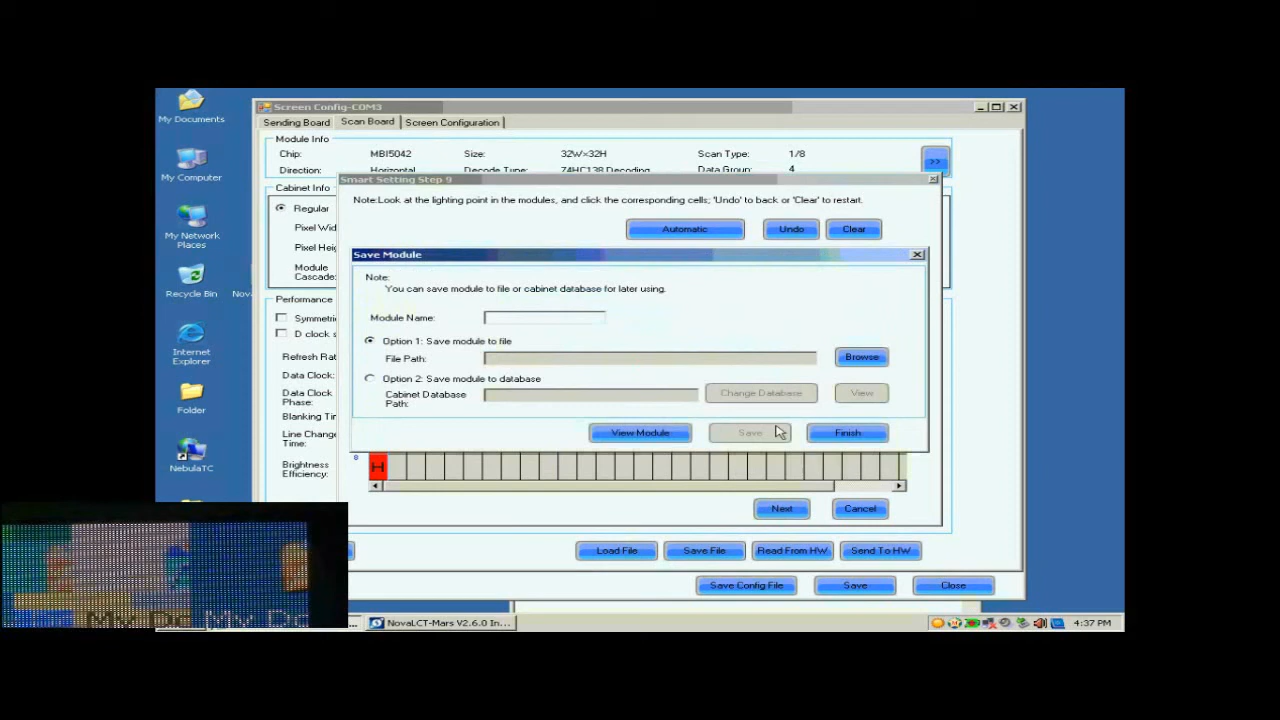 My Documents
My Computer
My Network
Places
Recycle Bin
Internet
Explorer
Folder
NebulaTC
Screen Config-COM3
Sending Board
Scan Board
Screen Configuration
Module Info
Chip:
MBI5042
Size:
32W×32H
Scan Type:
1/8
>>
Direction:
Horizontal
Decode Type:
74HC138 Decoding
Data Group:
4
Cabinet Info
Regular
Pixel Wid
Pixel Hei
Module
Cascade:
Performance
Symmetri
D clock s
Refresh Rat
Data Clock:
Data Clock
Phase:
Blanking Tin
Line Change
Time:
Brightness
Efficiency:
Smart Setting Step 9
Note:Look at the lighting point in the modules, and click the corresponding cells; 'Undo' to back or 'Clear' to restart.
Automatic
Undo
Clear
Save Module
Note:
You can save module to file or cabinet database for later using.
Module Name:
Option 1: Save module to file
File Path:
Browse
Option 2: Save module to database
Cabinet Database
Path:
Change Database
View
View Module
Save
Finish
8
Next
Cancel
Load File
Save File
Read From HW
Send To HW
Save Config File
Save
Close
My Dc My Dc
NovaLCT-Mars V2.6.0 In...
4:37 PM